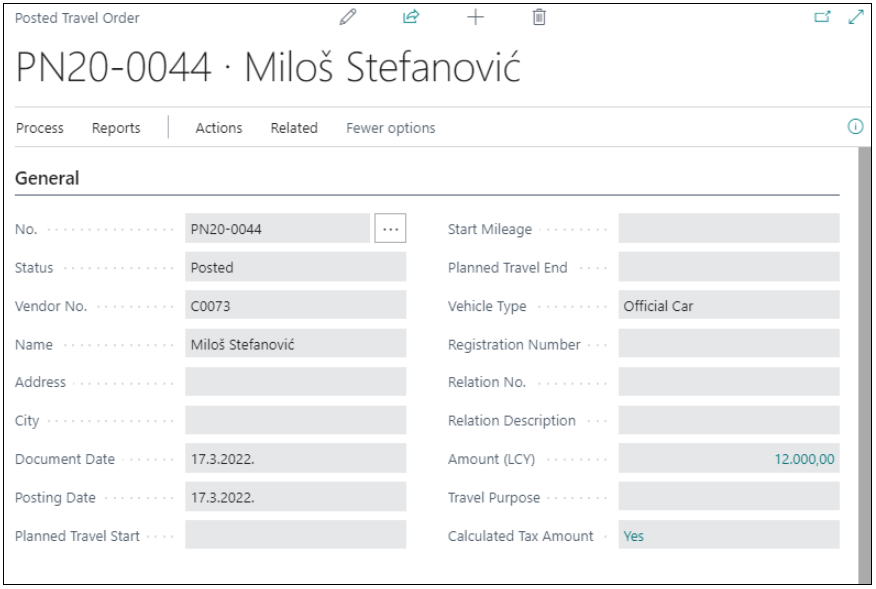 Posted Travel Order
PN20-0044 · Miloš Stefanović
Process Reports Actions Related Fewer options
General
No. PN20-0044 ...
Status Posted
Vendor No. C0073
Name Miloš Stefanović
Address
City
Document Date 17.3.2022.
Posting Date 17.3.2022.
Planned Travel Start
Start Mileage
Planned Travel End
Vehicle Type Official Car
Registration Number
Relation No.
Relation Description
Amount (LCY) 12.000,00
Travel Purpose
Calculated Tax Amount Yes